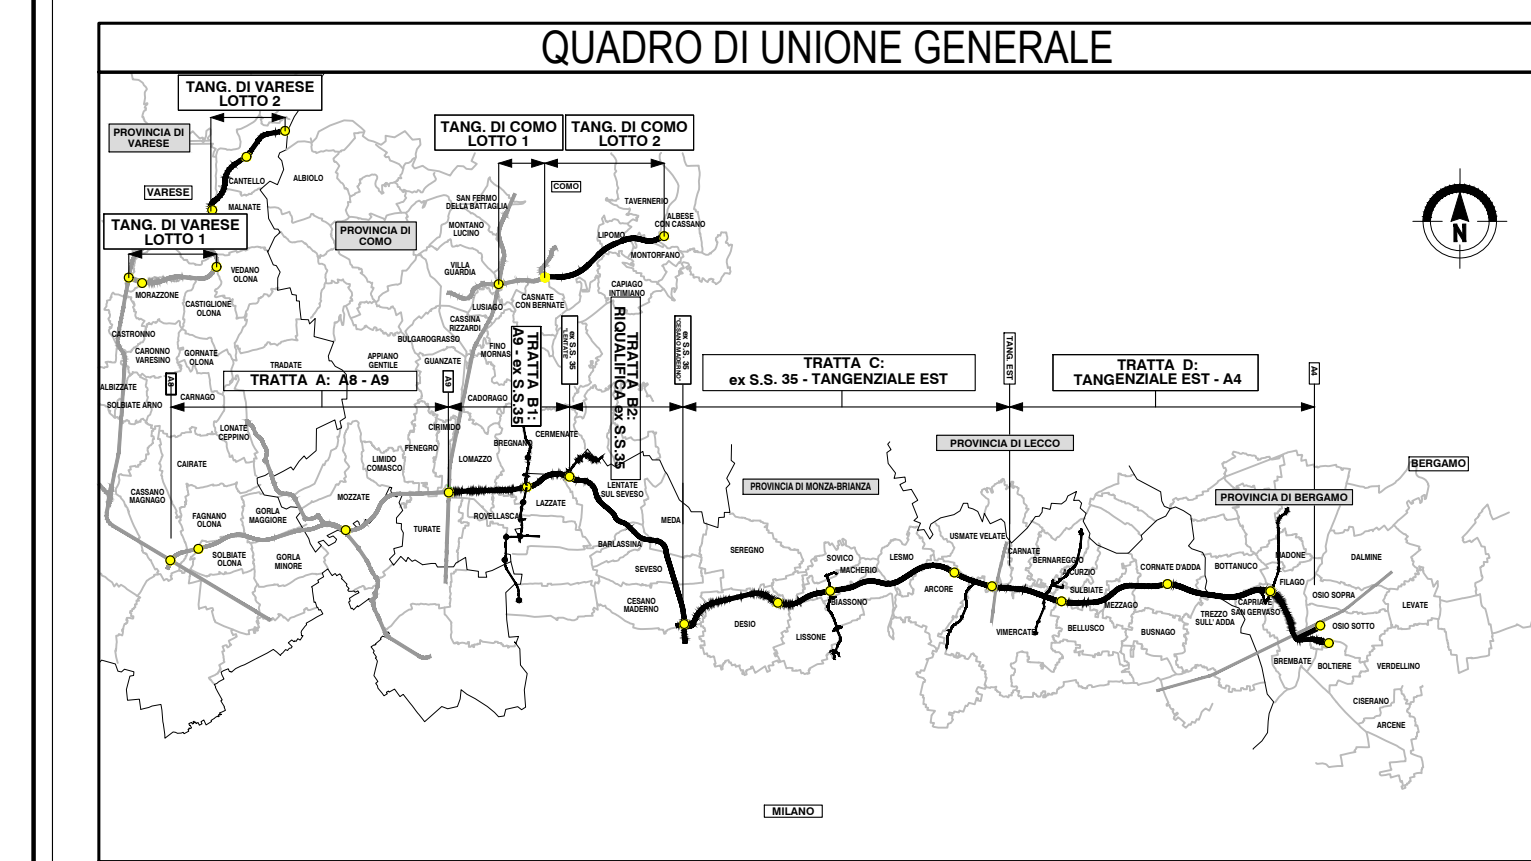 QUADRO DI UNIONE GENERALE
TANG. DI VARESE
LOTTO 2
PROVINCIA DI
VARESE
CANTELLO
ALBIOLO
VARESE
MALNATE
TANG. DI VARESE
LOTTO 1
PROVINCIA DI
COMO
VEDANO
OLONA
MORAZZONE
CASTIGLIONE
OLONA
TANG. DI COMO
LOTTO 1
TANG. DI COMO
LOTTO 2
COMO
SAN FERMO
DELLA BATTAGLIA
MONTANO
LUCINO
VILLA
GUARDIA
TAVERNERIO
ALBESE
CON CASSANO
LIPOMO
MONTORFANO
CAPIAGO
INTIMIANO
LUSIAGO
CASNATE
CON BERNATE
CASSINA
RIZZARDI
BULGAROGRASSO
FINO
MORNAS
GUANZATE
APPIANO
GENTILE
CASTRONNO
CARONNO
VARESINO
GORNATE
OLONA
TRADATE
ALBIZZATE
SOLBIATE ARNO
CARNAGO
A8
TRATTA A: A8 - A9
A9
CADORAGO
TRATTA B1:
A9 - ex S.S.35
ex S.S. 35
"LENTATE"
TRATTA B2:
RIQUALIFICA ex S.S.35
ex S.S. 35
"CESANO MADERNO"
TRATTA C:
ex S.S. 35 - TANGENZIALE EST
TANG. EST
TRATTA D:
TANGENZIALE EST - A4
A4
N
LONATE
CEPPINO
CIRIMIDO
FENEGRO
BREGNANO
CERMENATE
CAIRATE
LIMIDO
COMASCO
LOMAZZO
CASSANO
MAGNAGO
MOZZATE
LAZZATE
LENTATE
SUL SEVESO
FAGNANO
OLONA
GORLA
MAGGIORE
ROVELLASCA
TURATE
MEDA
SOLBIATE
OLONA
GORLA
MINORE
BARLASSINA
SEVESO
CESANO
MADERNO
PROVINCIA DI LECCO
PROVINCIA DI MONZA-BRIANZA
BERGAMO
PROVINCIA DI BERGAMO
SEREGNO
SOVICO
MACHERIO
LESMO
USMATE VELATE
CARNATE
BERNAREGGIO
AICURZIO
SULBIATE
CORNATE D'ADDA
BOTTANUCO
MADONE
FILAGO
DALMINE
OSIO SOPRA
LEVATE
ARCORE
BIASSONO
MEZZAGO
CAPRIATE
SAN GERVASO
TREZZO
SULL' ADDA
DESIO
LISSONE
VIMERCATE
BELLUSCO
BUSNAGO
OSIO SOTTO
BREMBATE
BOLTIERE
VERDELLINO
CISERANO
ARCENE
MILANO